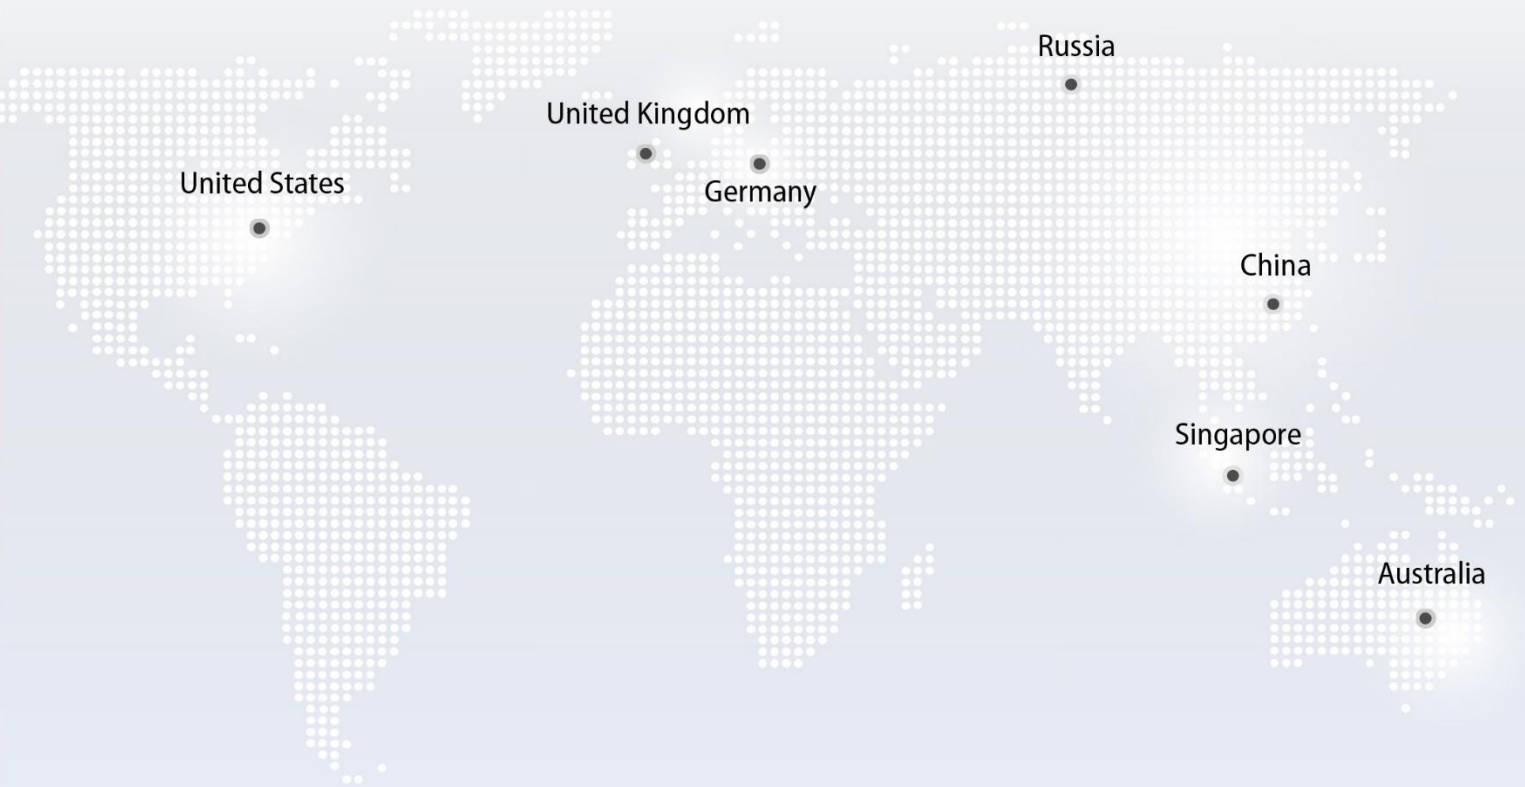 Russia
United Kingdom
Germany
United States
China
Singapore
Australia